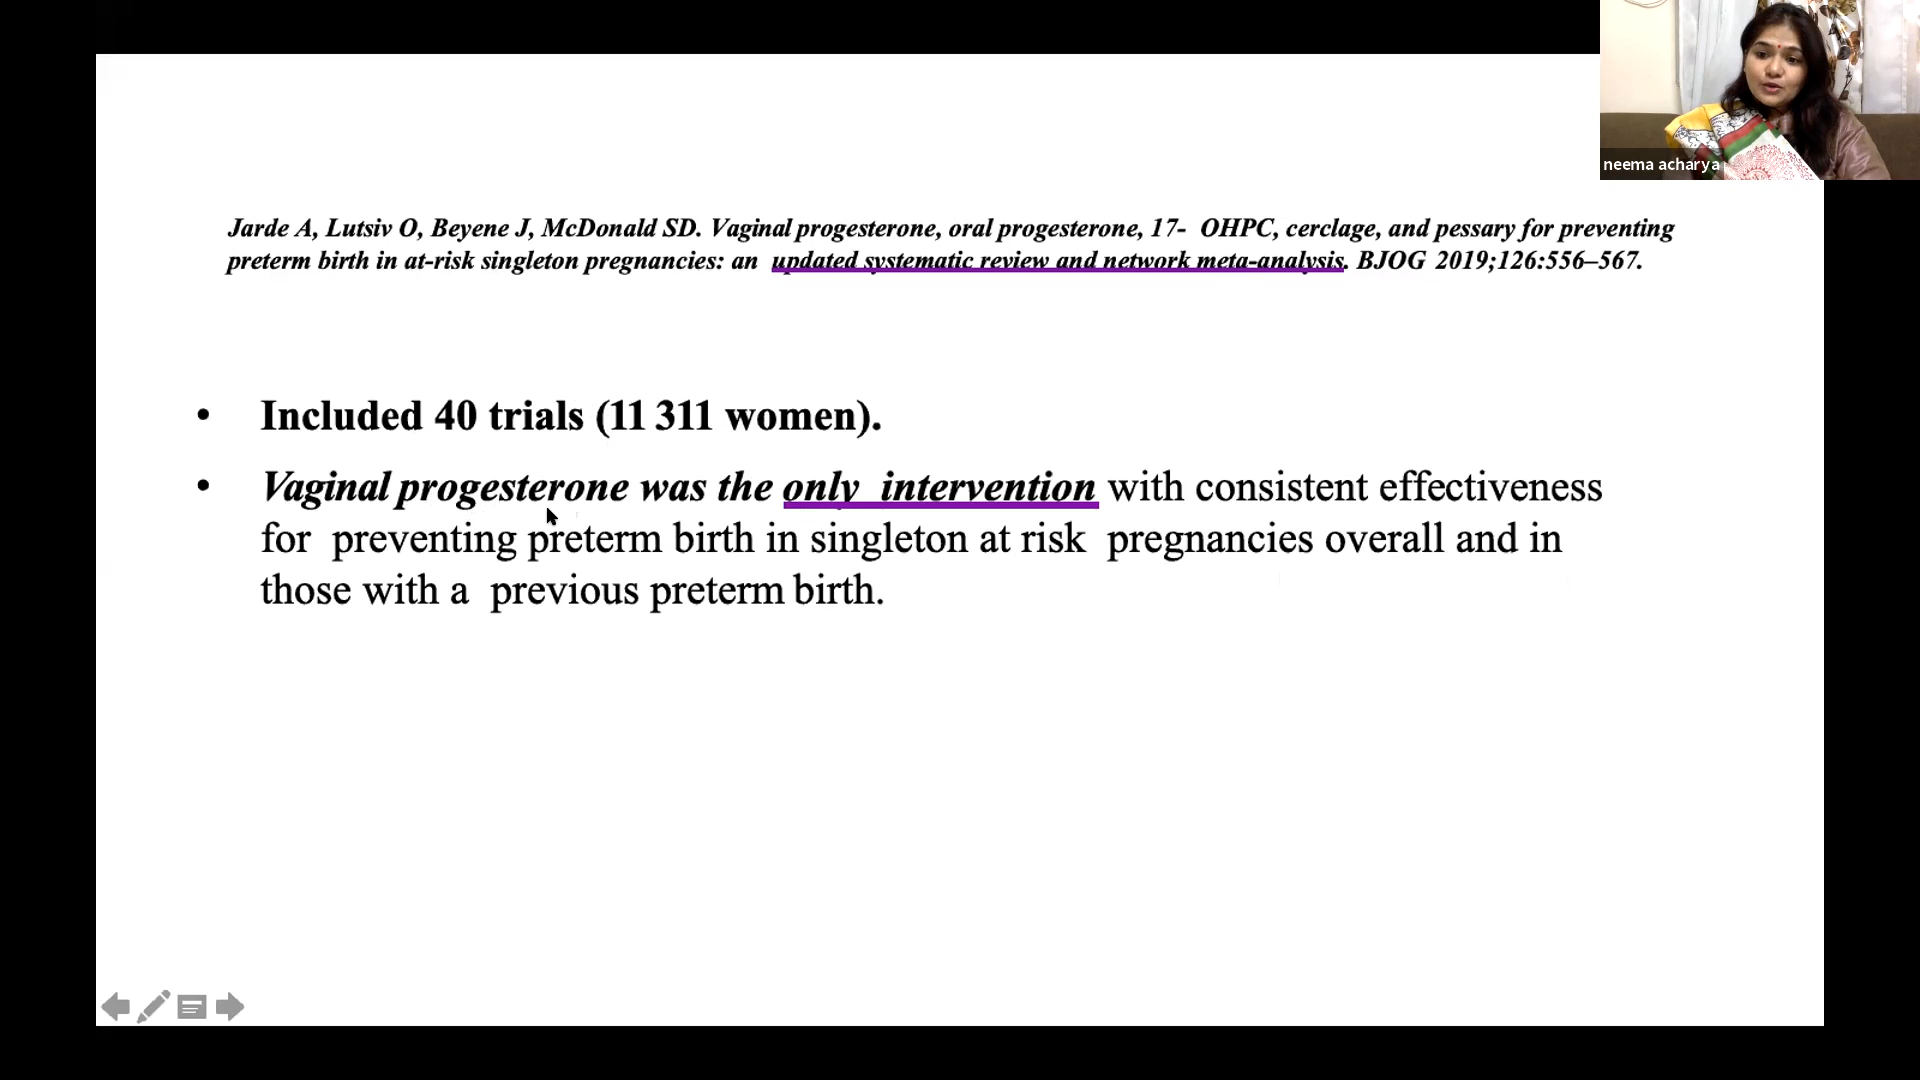 neema acharya
Jarde A, Lutsiv O, Beyene J, McDonald SD. Vaginal progesterone, oral progesterone, 17- OHPC, cerclage, and pessary for preventing
preterm birth in at-risk singleton pregnancies: an updated systematic review and network meta-analysis. BJOG 2019;126:556–567.
• Included 40 trials (11 311 women).
• Vaginal progesterone was the only intervention with consistent effectiveness
for preventing preterm birth in singleton at risk pregnancies overall and in
those with a previous preterm birth.